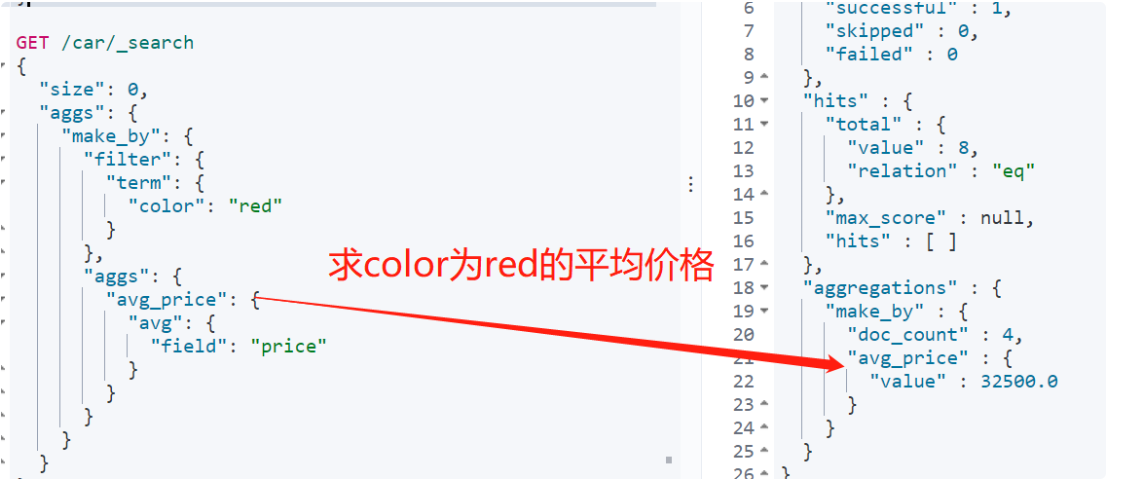 GET /car/_search
{
"size": 0,
"aggs": {
"make_by": {
"filter": {
"term": {
"color": "red"
}
},
"aggs": {
"avg_price": {
"avg": {
"field": "price"
}
}
}
}
}
求color为red的平均价格
6 "successful" : 1,
7 "skipped" : 0,
8 "failed" : 0
9 },
10 "hits" : {
11 "total" : {
12 "value" : 8,
13 "relation" : "eq"
14 },
15 "max_score" : null,
16 "hits" : [ ]
17 },
18 "aggregations" : {
19 "make_by" : {
20 "doc_count" : 4,
21 "avg_price" : {
22 "value" : 32500.0
23 }
24 }
25 }
26 }